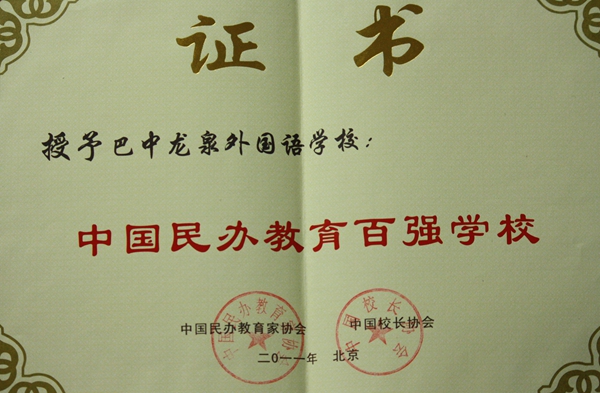 证书
授予巴中龙泉外国语学校：
中国民办教育百强学校
中国民办教育家协会 中国校长协会
二〇一一年 北京